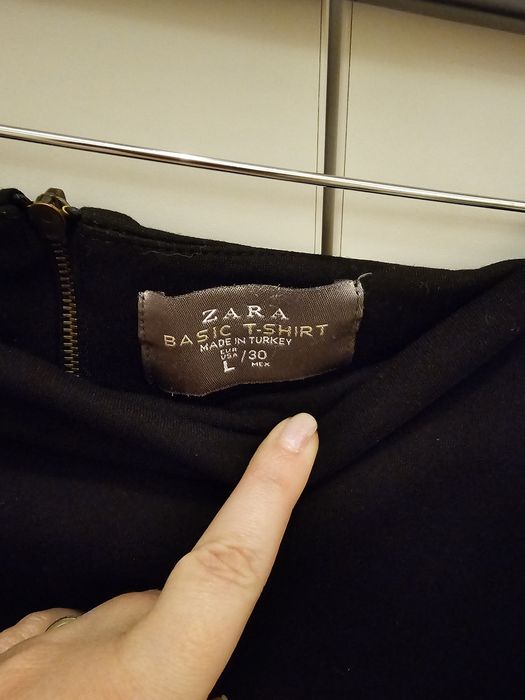 ZARA
BASIC T-SHIRT
MADE IN TURKEY
EUR
USA L / 30 MEX